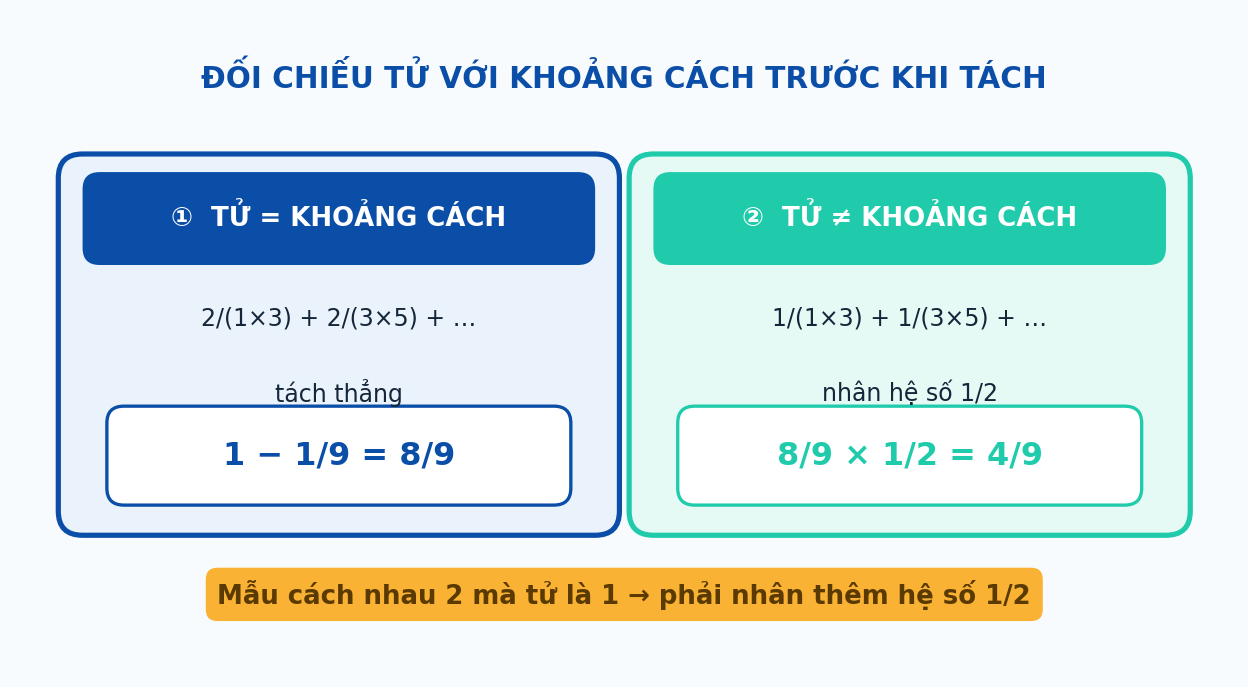 ĐỐI CHIẾU TỬ VỚI KHOẢNG CÁCH TRƯỚC KHI TÁCH
① TỬ = KHOẢNG CÁCH
2/(1×3) + 2/(3×5) + …
tách thẳng
1 − 1/9 = 8/9
② TỬ ≠ KHOẢNG CÁCH
1/(1×3) + 1/(3×5) + …
nhân hệ số 1/2
8/9 × 1/2 = 4/9
Mẫu cách nhau 2 mà tử là 1 → phải nhân thêm hệ số 1/2